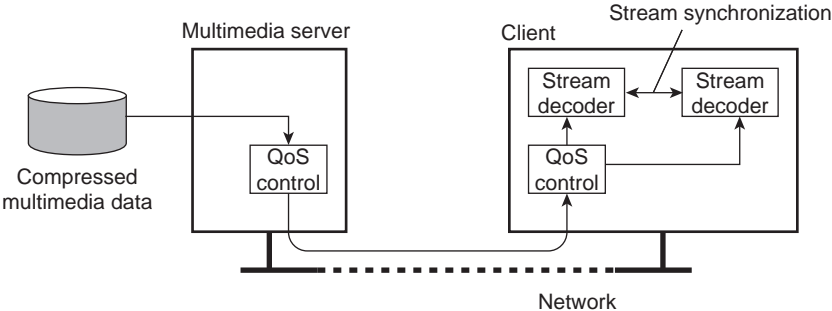 Stream synchronization
Multimedia server
Client
Stream
decoder
Stream
decoder
QoS
control
QoS
control
Compressed
multimedia data
Network